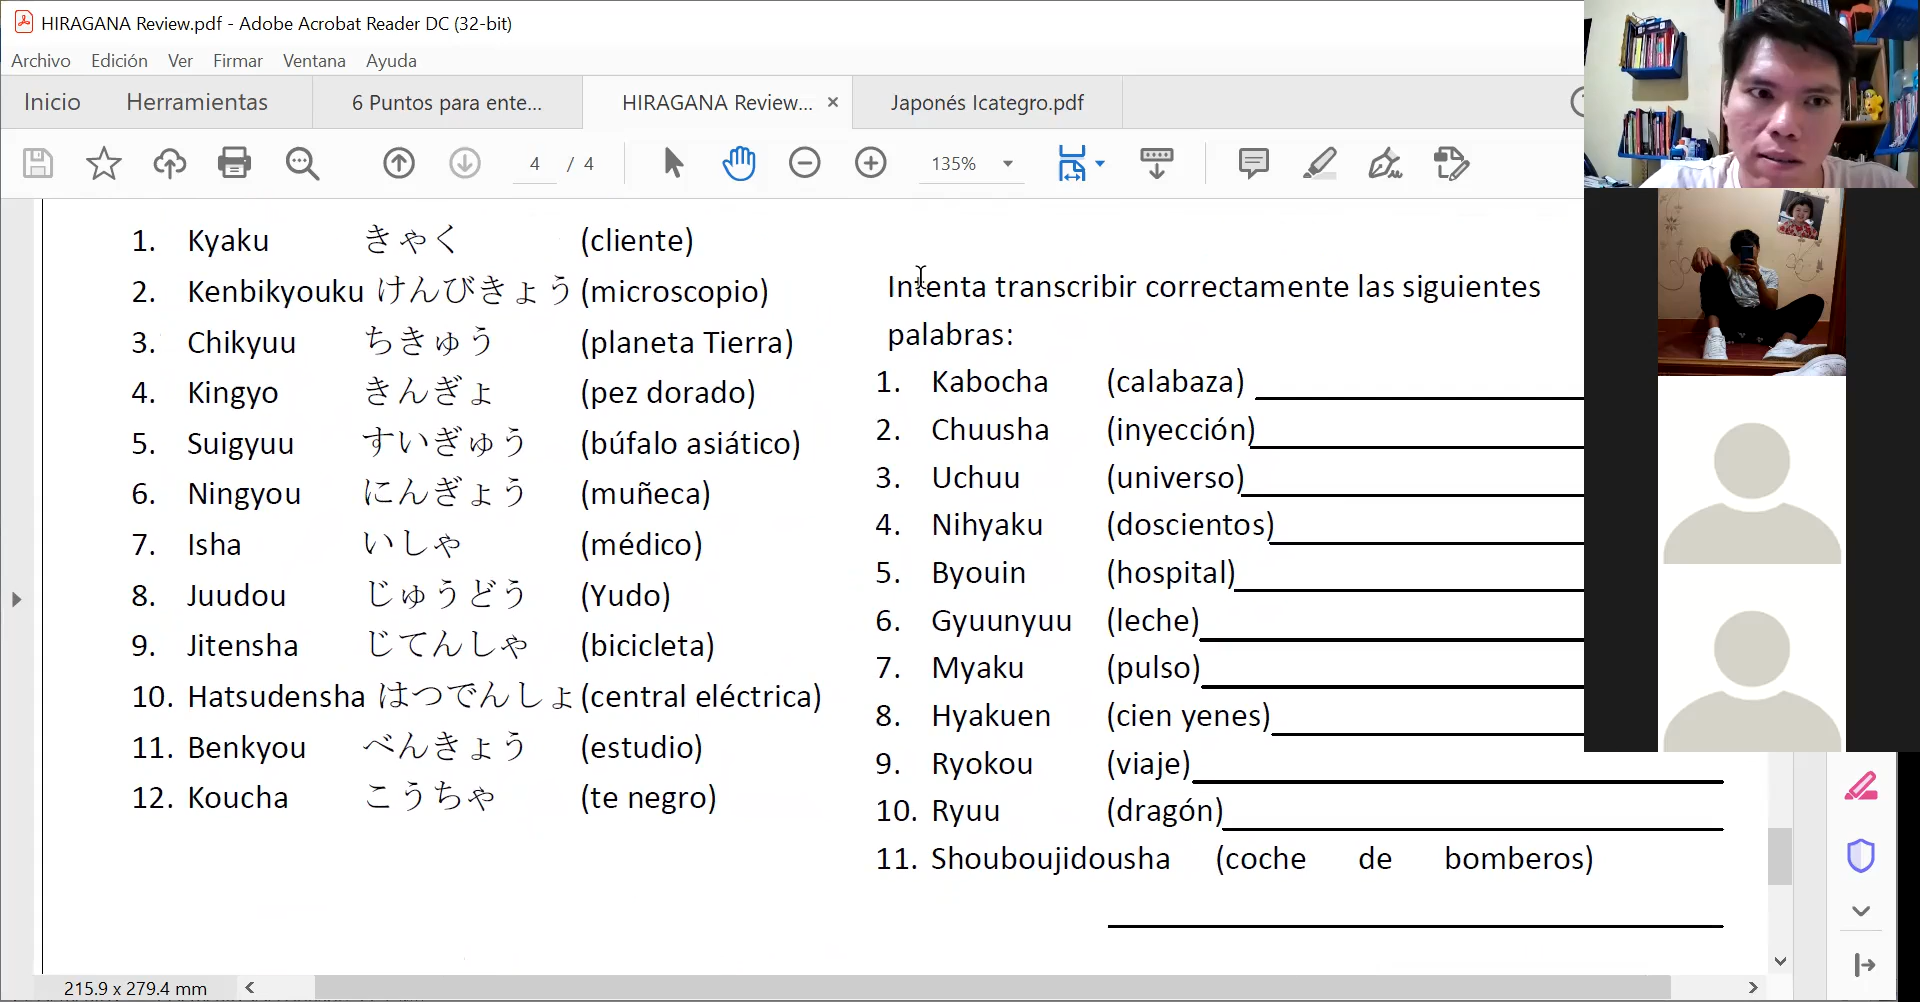 HIRAGANA Review.pdf - Adobe Acrobat Reader DC (32-bit)
Archivo Edición Ver Firmar Ventana Ayuda
Inicio Herramientas 6 Puntos para ente... HIRAGANA Review... × Japonés Icategro.pdf
4 / 4 135%
1. Kyaku きゃく (cliente)
2. Kenbikyouku けんびきょう (microscopio)
3. Chikyuu ちきゅう (planeta Tierra)
4. Kingyo きんぎょ (pez dorado)
5. Suigyuu すいぎゅう (búfalo asiático)
6. Ningyou にんぎょう (muñeca)
7. Isha いしゃ (médico)
8. Juudou じゅうどう (Yudo)
9. Jitensha じてんしゃ (bicicleta)
10. Hatsudensha はつでんしょ (central eléctrica)
11. Benkyou べんきょう (estudio)
12. Koucha こうちゃ (te negro)
Intenta transcribir correctamente las siguientes
palabras:
1. Kabocha (calabaza)
2. Chuusha (inyección)
3. Uchuu (universo)
4. Nihyaku (doscientos)
5. Byouin (hospital)
6. Gyuunyuu (leche)
7. Myaku (pulso)
8. Hyakuen (cien yenes)
9. Ryokou (viaje)
10. Ryuu (dragón)
11. Shouboujidousha (coche de bomberos)
215.9 x 279.4 mm